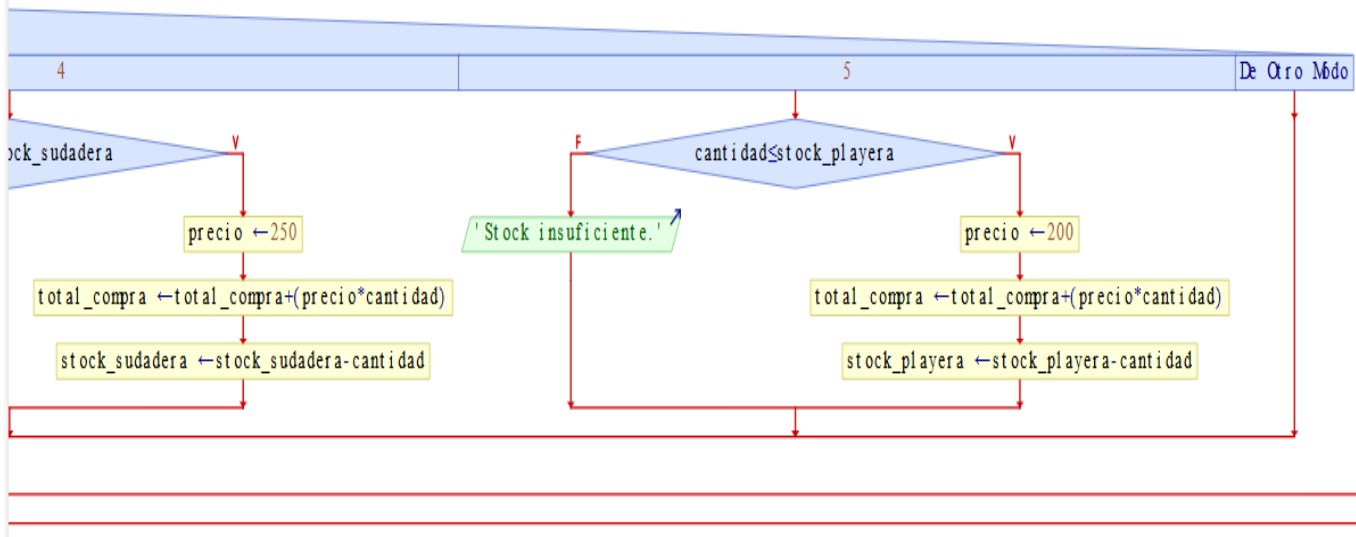 4
5
De Otro Modo
ock_sudadera
V
F
cantidad≤stock_playera
V
precio ←250
'Stock insuficiente.'
precio ←200
total_compra ←total_compra+(precio*cantidad)
total_compra ←total_compra+(precio*cantidad)
stock_sudadera ←stock_sudadera-cantidad
stock_playera ←stock_playera-cantidad